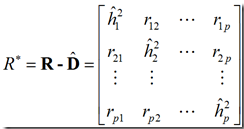 R* = R - D̂ = [ ĥ₁² r₁₂ ⋯ r₁ₚ
r₂₁ ĥ₂² ⋯ r₂ₚ
⋮ ⋮ ⋮
rₚ₁ rₚ₂ ⋯ ĥₚ² ]